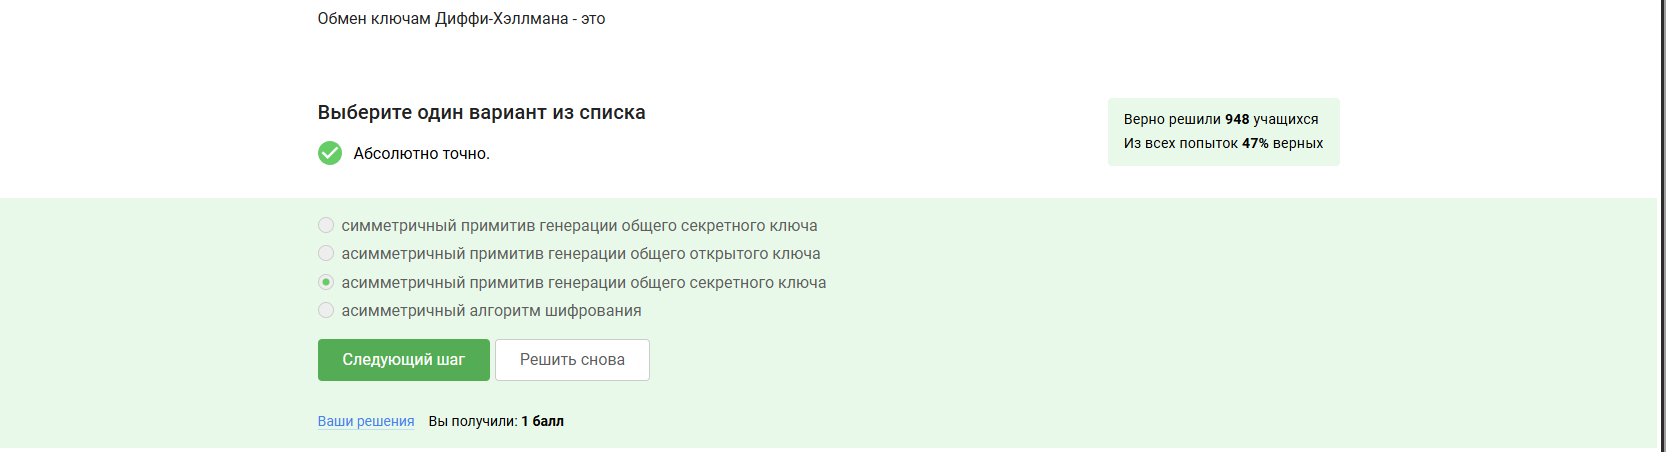 Обмен ключам Диффи-Хэллмана - это
Выберите один вариант из списка
Абсолютно точно.
Верно решили 948 учащихся
Из всех попыток 47% верных
симметричный примитив генерации общего секретного ключа
асимметричный примитив генерации общего открытого ключа
асимметричный примитив генерации общего секретного ключа
асимметричный алгоритм шифрования
Следующий шаг
Решить снова
Ваши решения Вы получили: 1 балл